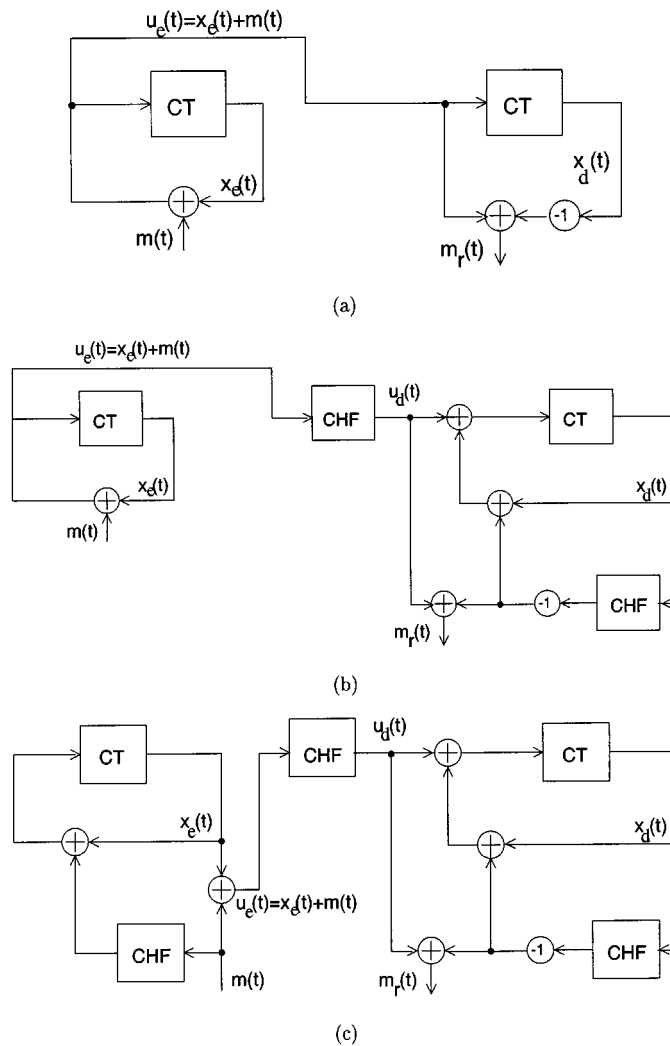 u_e(t)=x_e(t)+m(t)
CT
CT
x_e(t)
x_d(t)
m(t)
-1
m_r(t)
(a)
u_e(t)=x_e(t)+m(t)
CHF
u_d(t)
CT
CT
x_e(t)
x_d(t)
m(t)
-1
CHF
m_r(t)
(b)
CHF
u_d(t)
CT
CT
x_e(t)
x_d(t)
u_e(t)=x_e(t)+m(t)
CHF
m(t)
-1
CHF
m_r(t)
(c)